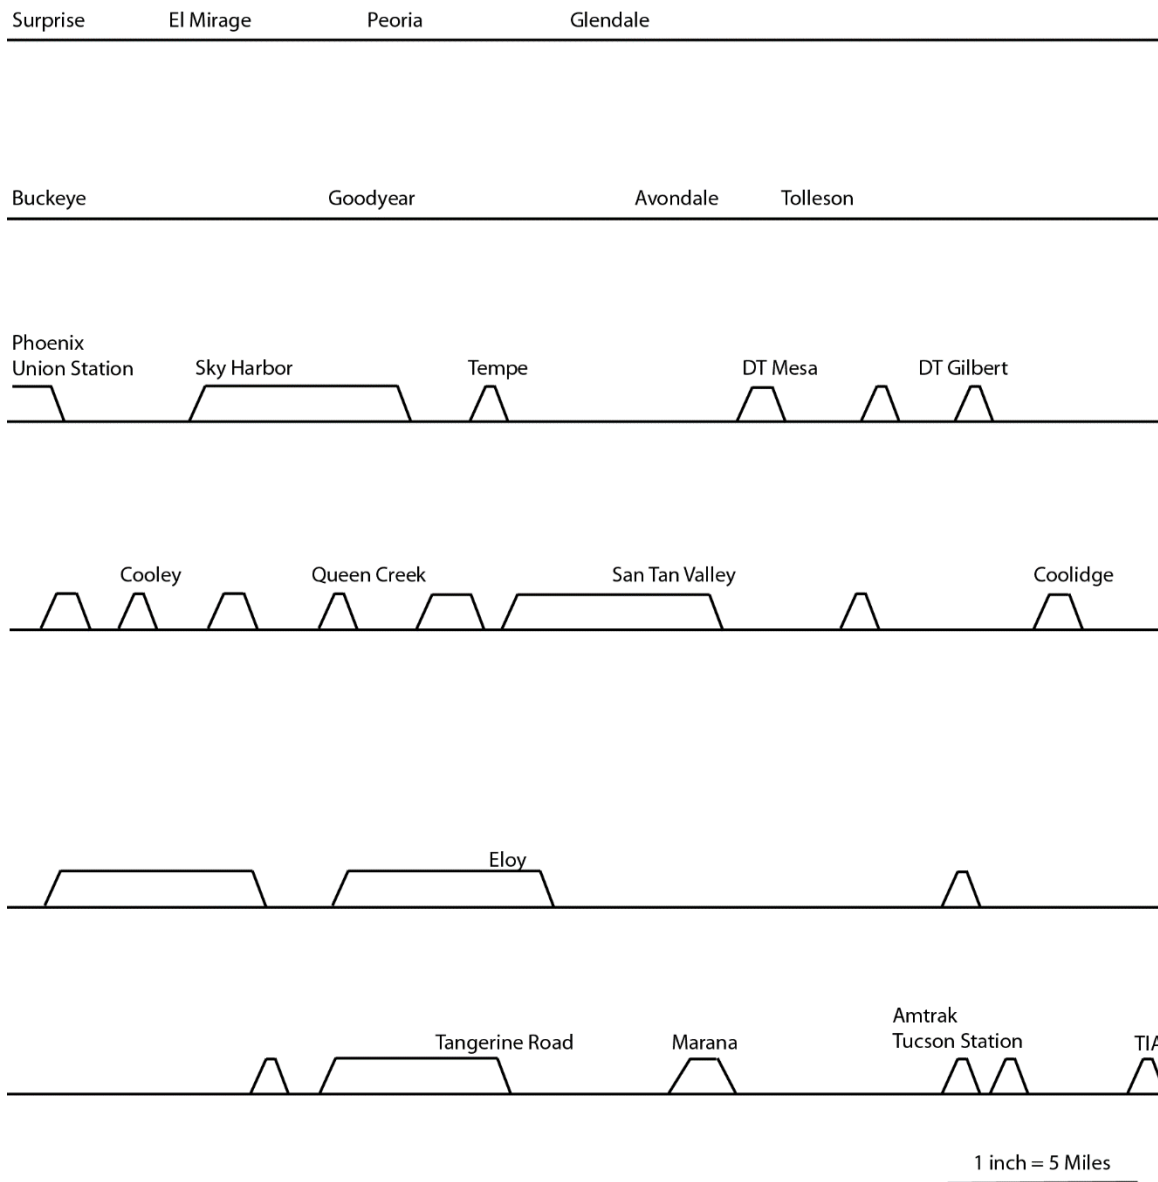 Surprise El Mirage Peoria Glendale
Buckeye Goodyear Avondale Tolleson
Phoenix
Union Station Sky Harbor Tempe DT Mesa DT Gilbert
Cooley Queen Creek San Tan Valley Coolidge
Eloy
Amtrak
Tangerine Road Marana Tucson Station TIA
1 inch = 5 Miles